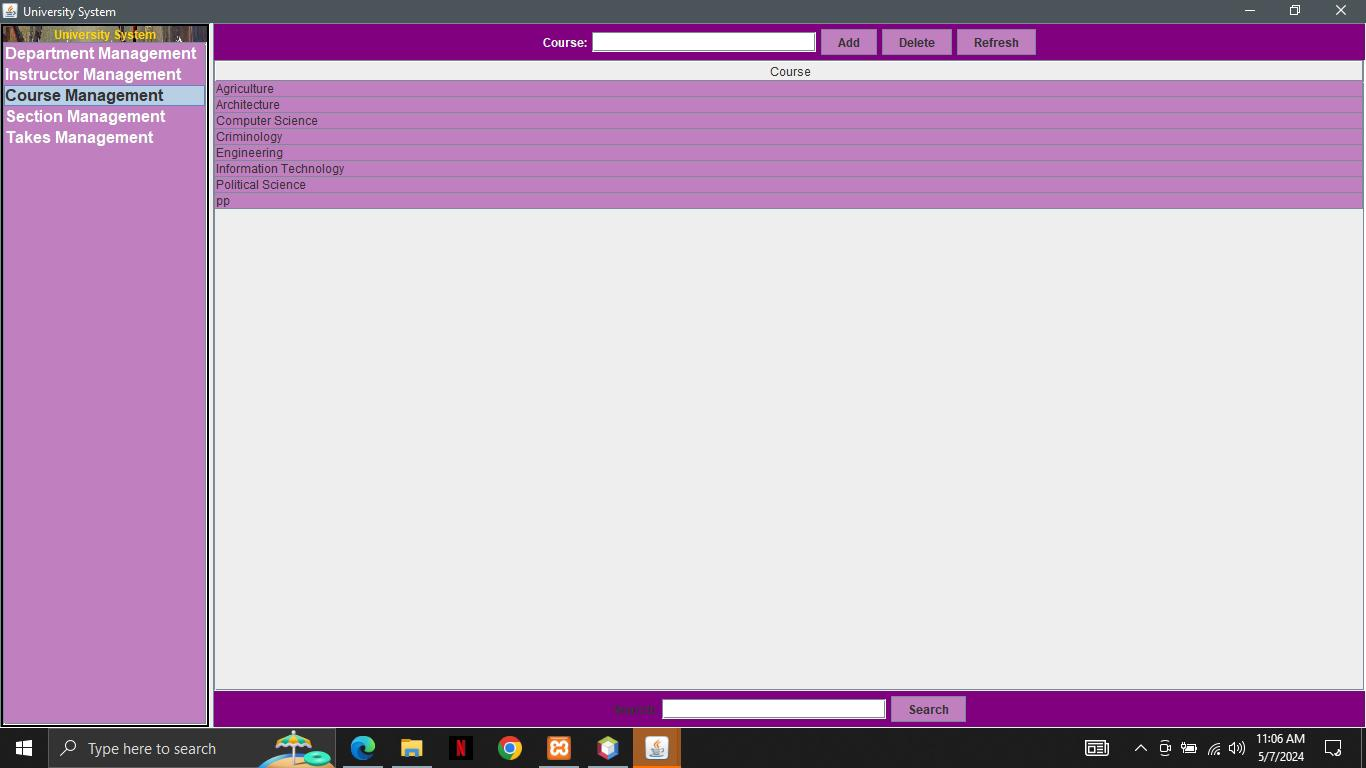 University System
University System
Department Management
Instructor Management
Course Management
Section Management
Takes Management
Course: Add Delete Refresh
Course
Agriculture
Architecture
Computer Science
Criminology
Engineering
Information Technology
Political Science
pp
Search: Search
Type here to search
N
11:06 AM
5/7/2024